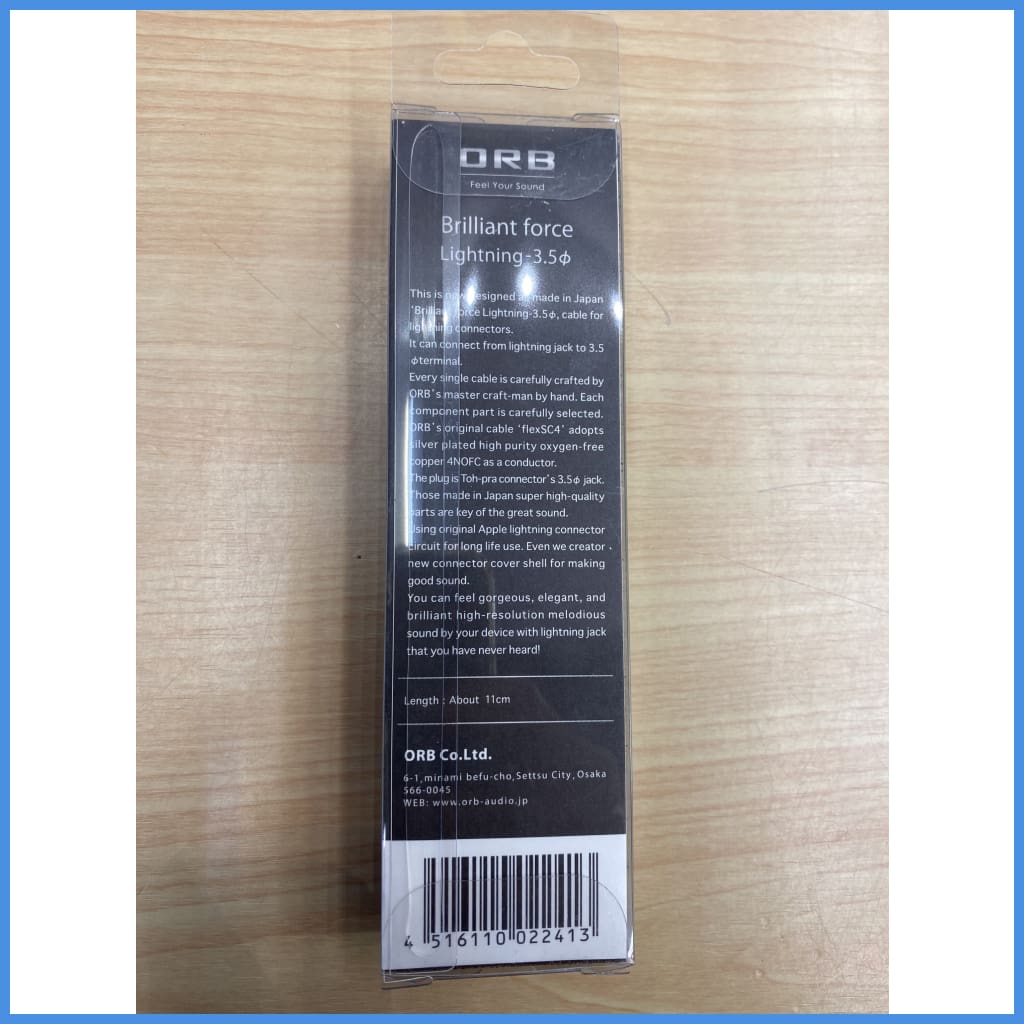 ORB
Feel Your Sound
Brilliant force
Lightning-3.5φ
This is new designed as made in Japan
'Brilliant force Lightning-3.5φ, cable for
lightning connectors.
It can connect from lightning jack to 3.5
φterminal.
Every single cable is carefully crafted by
ORB's master craft-man by hand. Each
component part is carefully selected.
ORB's original cable 'flexSC4' adopts
silver plated high purity oxygen-free
copper 4NOFC as a conductor.
The plug is Toh-pra connector's 3.5φ jack.
Those made in Japan super high-quality
parts are key of the great sound.
Using original Apple lightning connector
circuit for long life use. Even we creator
new connector cover shell for making
good sound.
You can feel gorgeous, elegant, and
brilliant high-resolution melodious
sound by your device with lightning jack
that you have never heard!
Length : About 11cm
ORB Co.Ltd.
6-1,minami befu-cho,Settsu City,Osaka
566-0045
WEB: www.orb-audio.jp
4 516110 022413